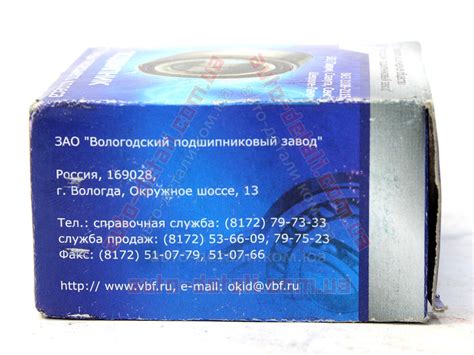 ЗАО "Вологодский подшипниковый завод"
Россия, 169028,
г. Вологда, Окружное шоссе, 13
Тел.: справочная служба: (8172) 79-73-33
служба продаж: (8172) 53-66-09, 79-75-23
Факс: (8172) 51-07-79, 51-07-66
http:// www.vbf.ru, e-mail: okid@vbf.ru